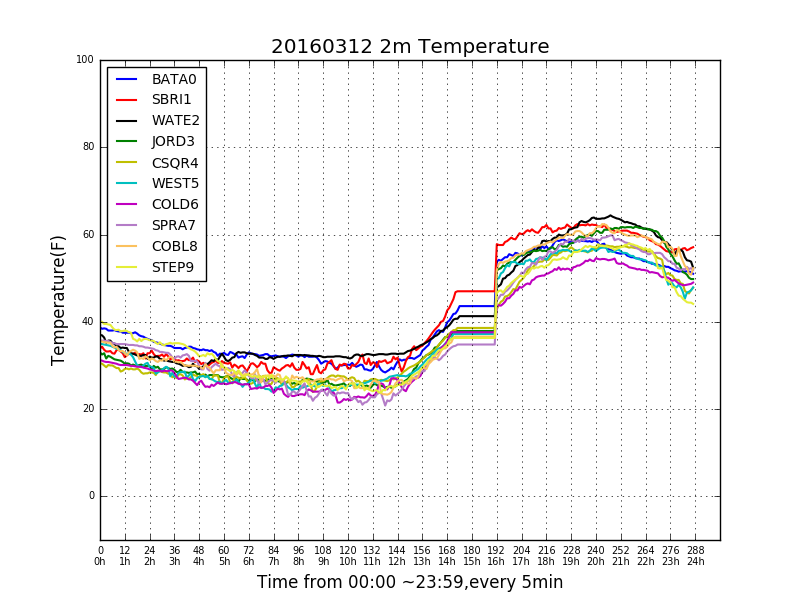 20160312 2m Temperature
100
80
60
40
20
0
Temperature(F)
BATA0
SBRI1
WATE2
JORD3
CSQR4
WEST5
COLD6
SPRA7
COBL8
STEP9
0 12 24 36 48 60 72 84 96 108 120 132 144 156 168 180 192 204 216 228 240 252 264 276 288
0h 1h 2h 3h 4h 5h 6h 7h 8h 9h 10h 11h 12h 13h 14h 15h 16h 17h 18h 19h 20h 21h 22h 23h 24h
Time from 00:00 ~23:59,every 5min